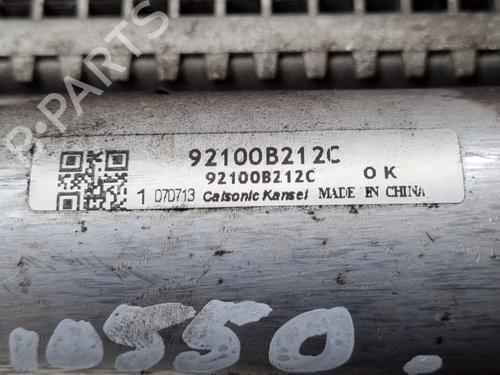 B-PARTS
92100B212C
92100B212C OK
1 070713 Calsonic Kansei MADE IN CHINA
10550.